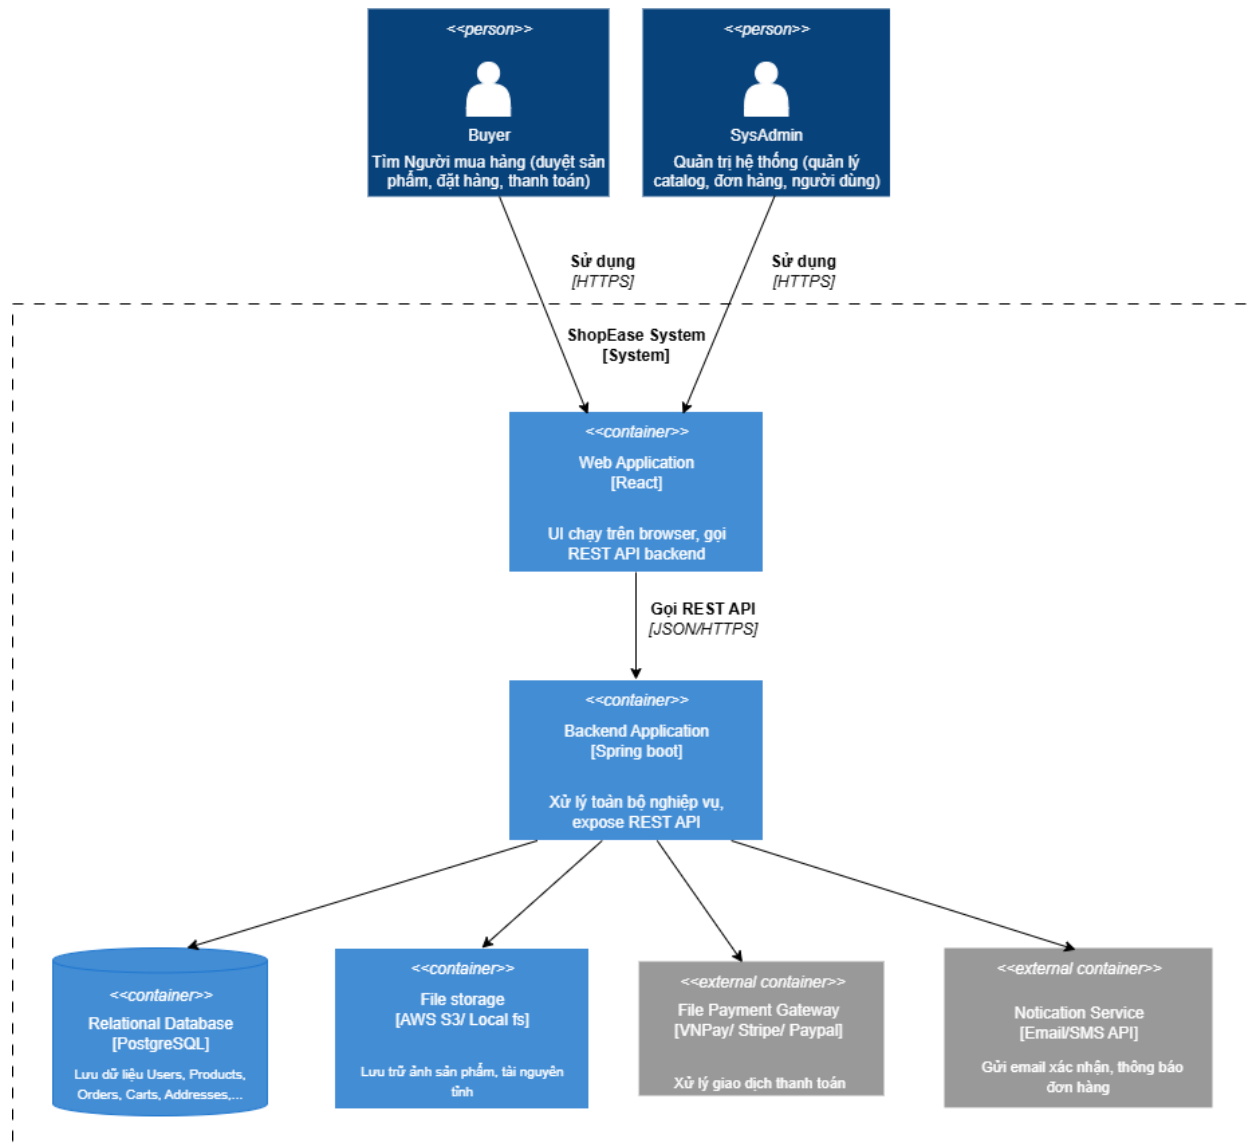 <<person>>
Buyer
Tìm Người mua hàng (duyệt sản
phẩm, đặt hàng, thanh toán)
<<person>>
SysAdmin
Quản trị hệ thống (quản lý
catalog, đơn hàng, người dùng)
Sử dụng
[HTTPS]
Sử dụng
[HTTPS]
ShopEase System
[System]
<<container>>
Web Application
[React]
UI chạy trên browser, gọi
REST API backend
Gọi REST API
[JSON/HTTPS]
<<container>>
Backend Application
[Spring boot]
Xử lý toàn bộ nghiệp vụ,
expose REST API
<<container>>
Relational Database
[PostgreSQL]
Lưu dữ liệu Users, Products,
Orders, Carts, Addresses,...
<<container>>
File storage
[AWS S3/ Local fs]
Lưu trữ ảnh sản phẩm, tài nguyên
tĩnh
<<external container>>
File Payment Gateway
[VNPay/ Stripe/ Paypal]
Xử lý giao dịch thanh toán
<<external container>>
Notication Service
[Email/SMS API]
Gửi email xác nhận, thông báo
đơn hàng